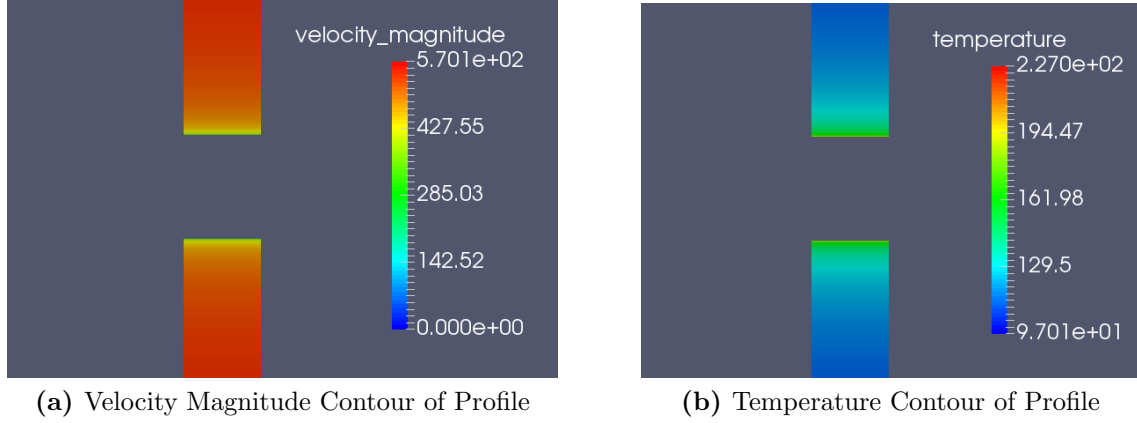 velocity_magnitude
5.701e+02
427.55
285.03
142.52
0.000e+00
temperature
2.270e+02
194.47
161.98
129.5
9.701e+01
(a) Velocity Magnitude Contour of Profile
(b) Temperature Contour of Profile